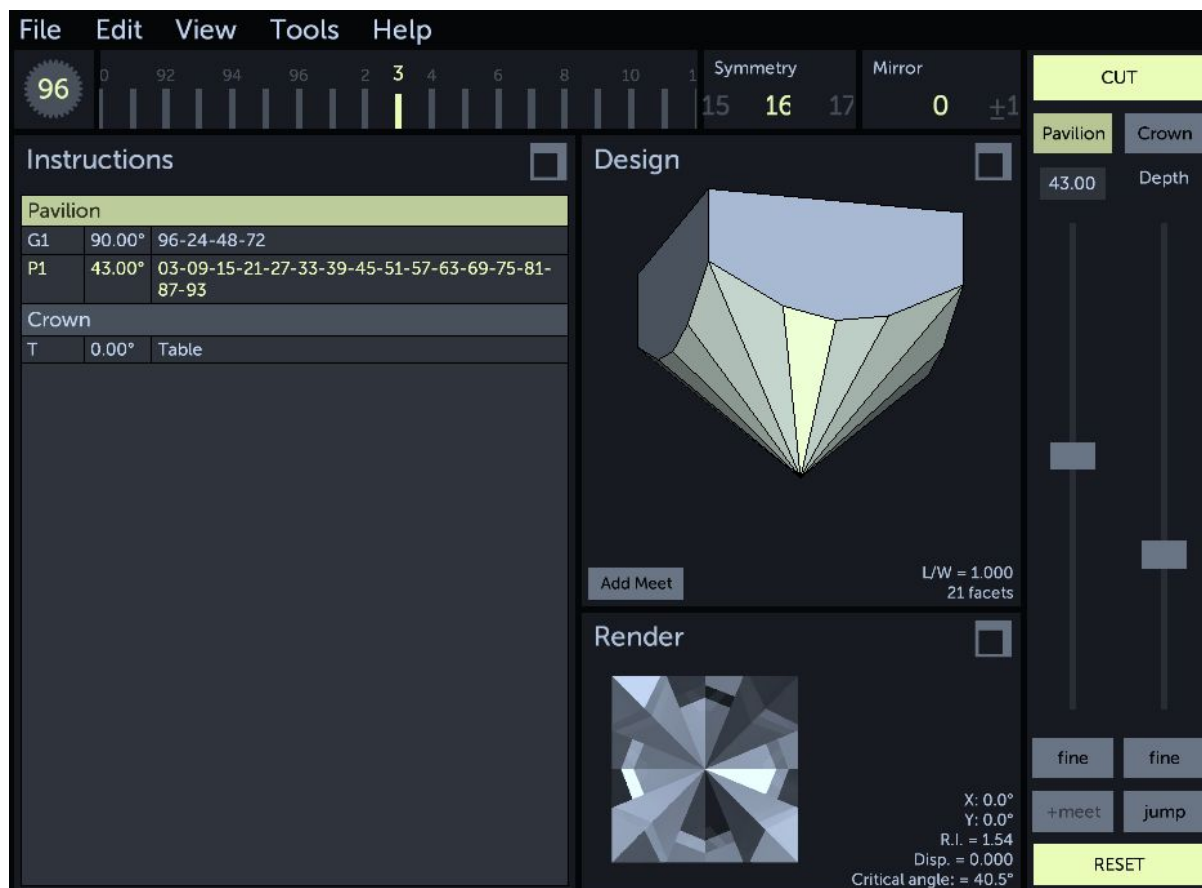 File Edit View Tools Help
96
0 92 94 96 2 3 4 6 8 10 1
Symmetry
15 16 17
Mirror
0 ±1
CUT
Pavilion Crown
43.00 Depth
Instructions
Pavilion
G1 90.00° 96-24-48-72
P1 43.00° 03-09-15-21-27-33-39-45-51-57-63-69-75-81-
87-93
Crown
T 0.00° Table
Design
Add Meet
L/W = 1.000
21 facets
Render
X: 0.0°
Y: 0.0°
R.I. = 1.54
Disp. = 0.000
Critical angle: = 40.5°
fine fine
+meet jump
RESET